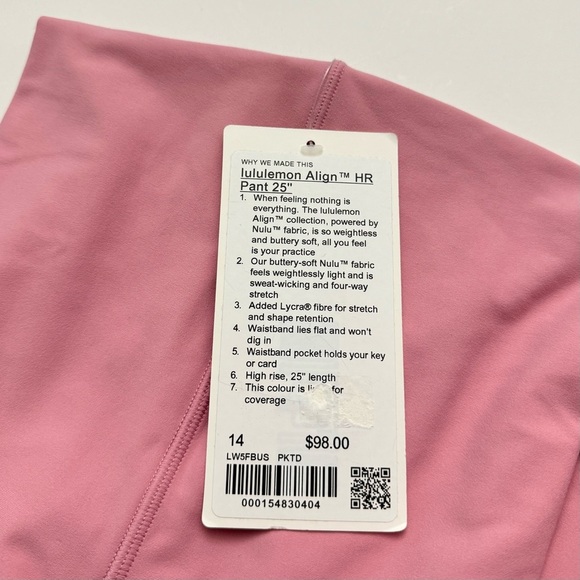 WHY WE MADE THIS
lululemon Align™ HR
Pant 25"
1. When feeling nothing is
everything. The lululemon
Align™ collection, powered by
Nulu™ fabric, is so weightless
and buttery soft, all you feel
is your practice
2. Our buttery-soft Nulu™ fabric
feels weightlessly light and is
sweat-wicking and four-way
stretch
3. Added Lycra® fibre for stretch
and shape retention
4. Waistband lies flat and won't
dig in
5. Waistband pocket holds your key
or card
6. High rise, 25" length
7. This colour is for
coverage
14 $98.00
LW5FBUS PKTD
000154830404